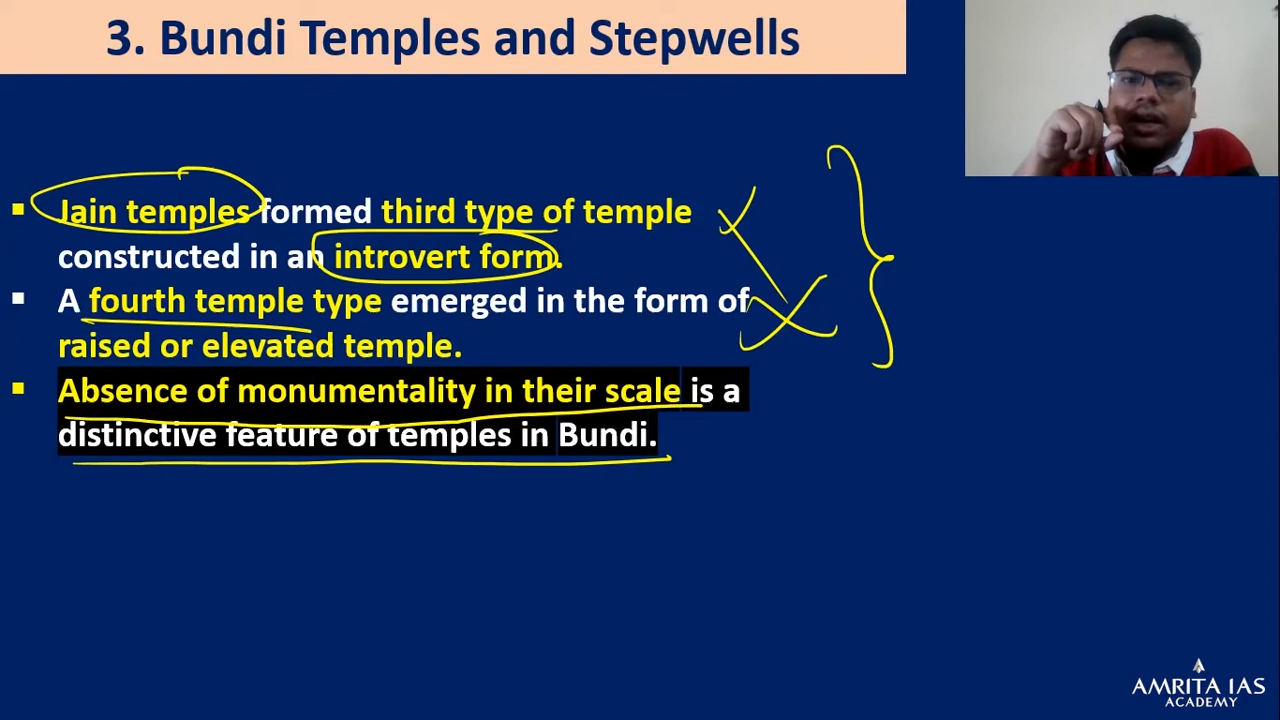 3. Bundi Temples and Stepwells
Jain temples formed third type of temple
constructed in an introvert form.
A fourth temple type emerged in the form of
raised or elevated temple.
Absence of monumentality in their scale is a
distinctive feature of temples in Bundi.
AMRITA IAS
ACADEMY